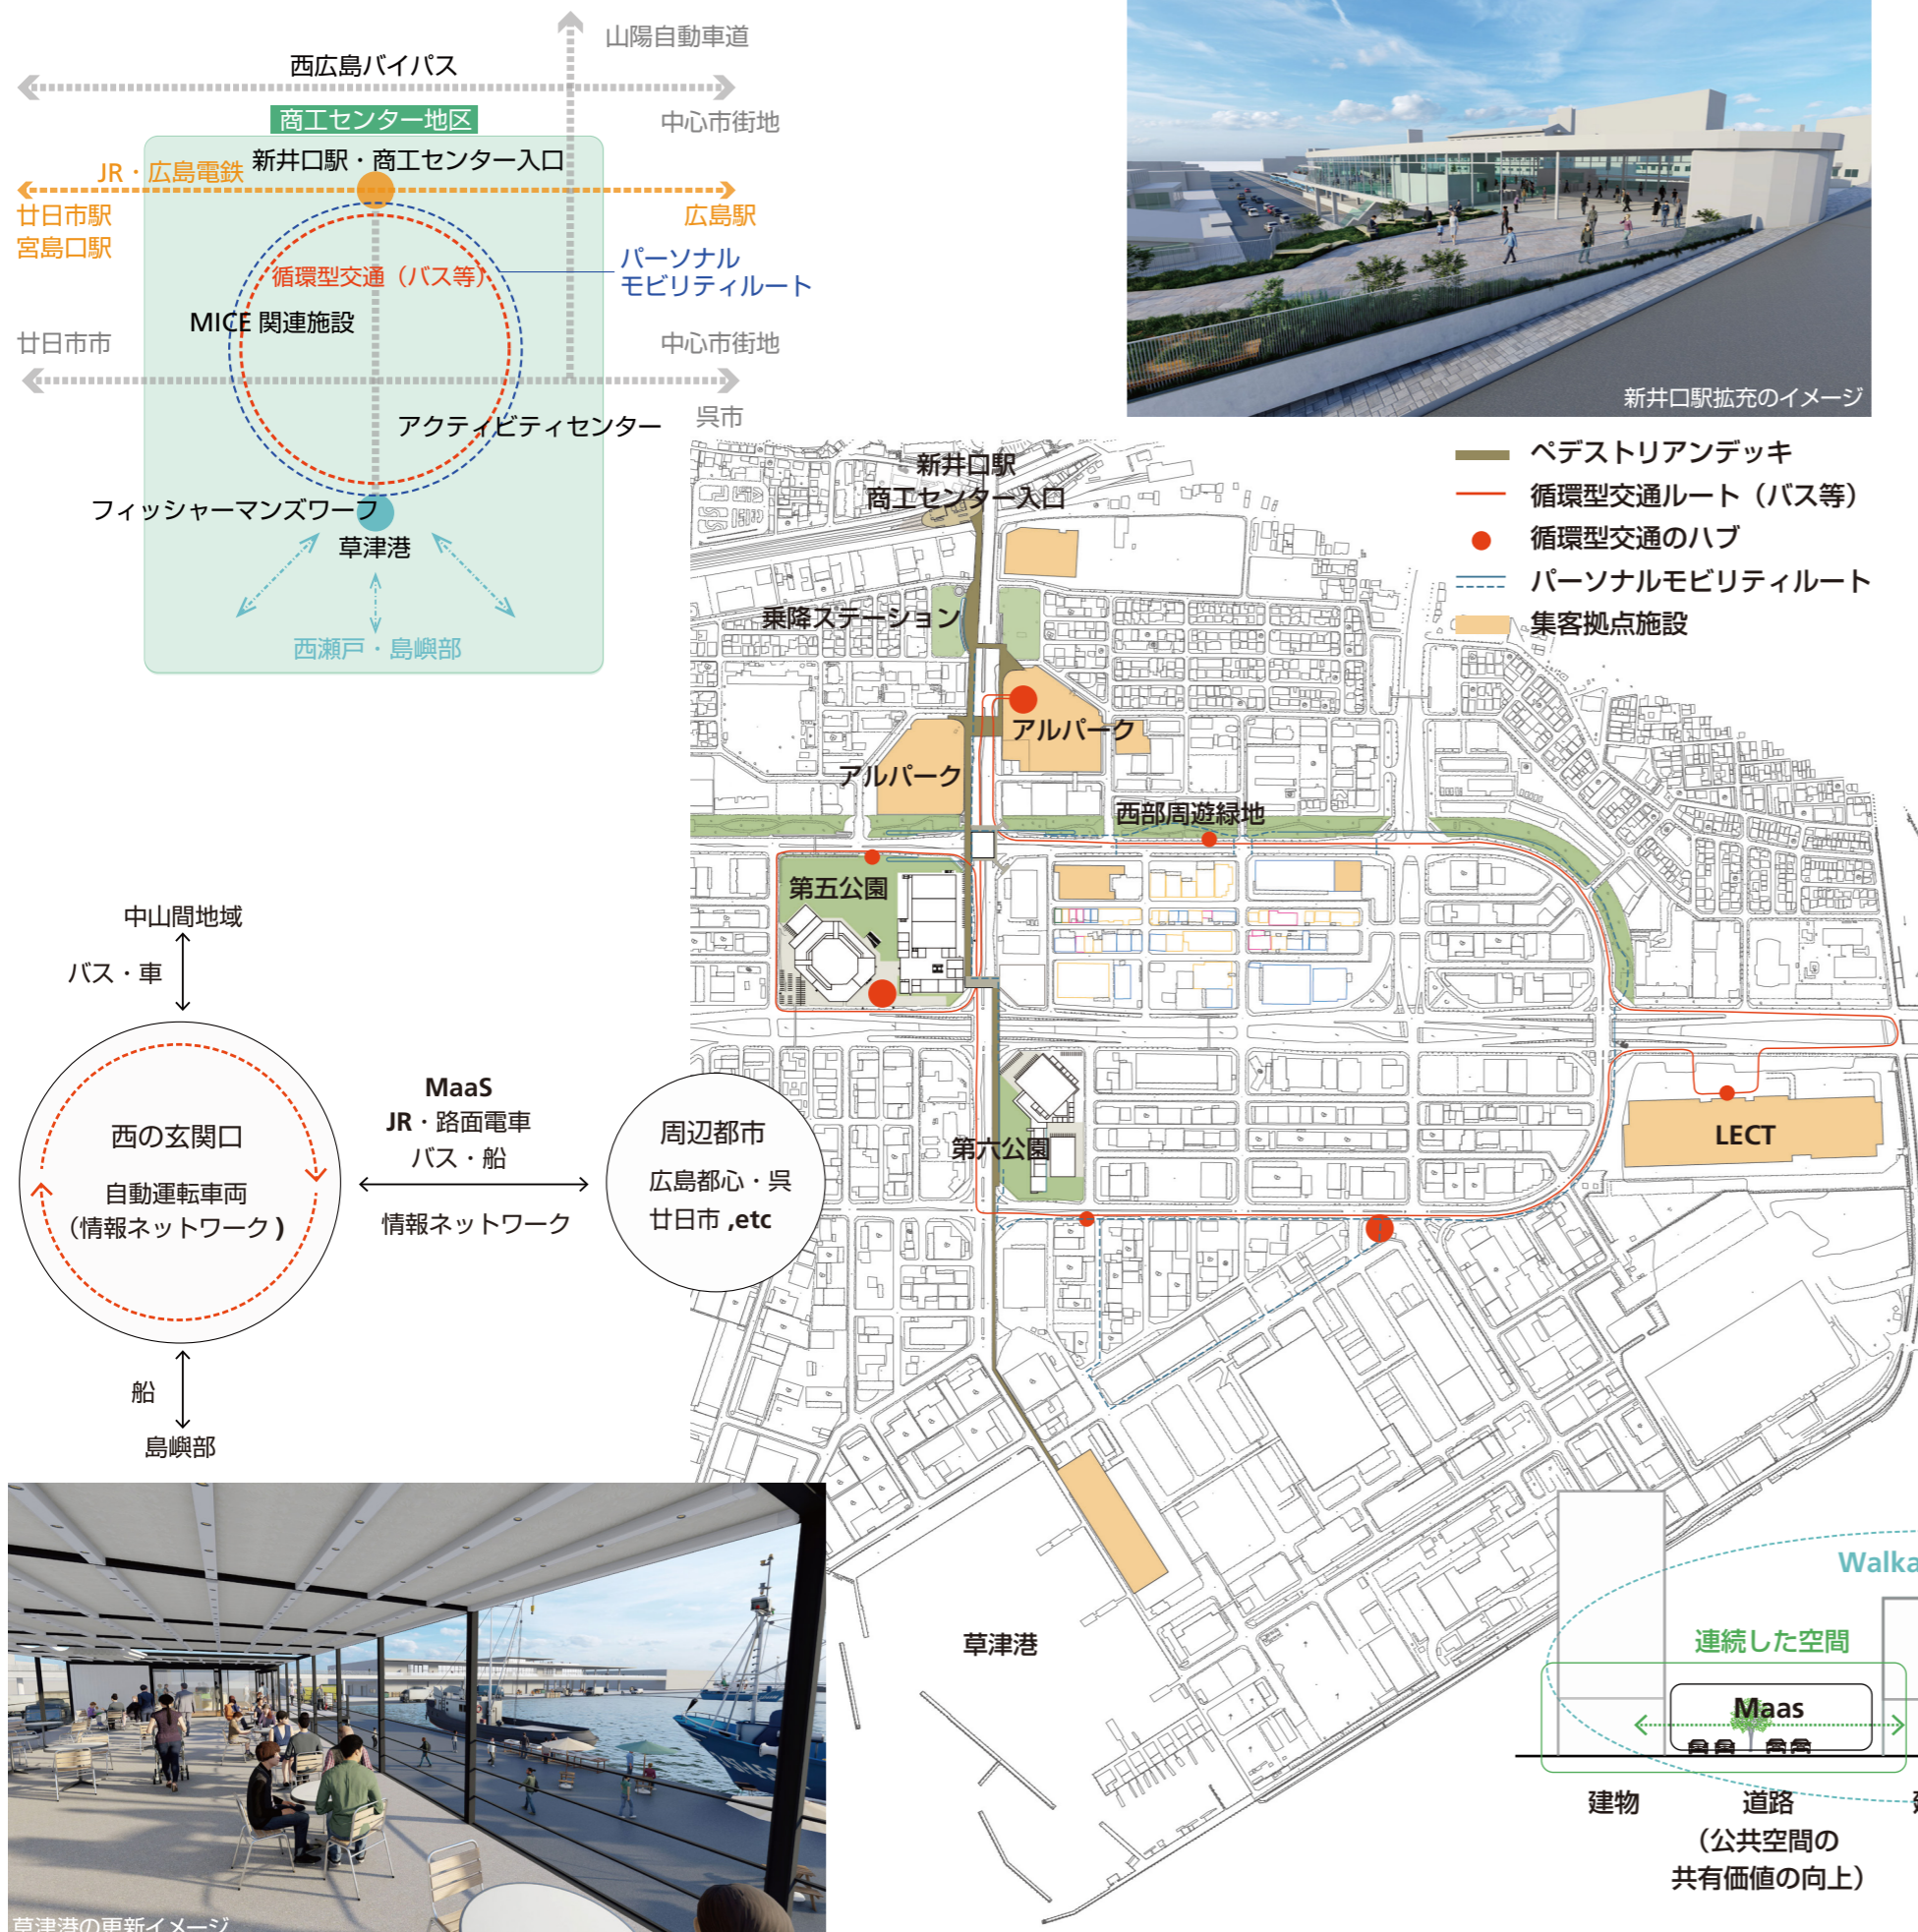 山陽自動車道
西広島バイパス
商工センター地区
中心市街地
新井口駅・商工センター入口
JR・広島電鉄
廿日市駅
宮島口駅
広島駅
パーソナル
モビリティルート
循環型交通（バス等）
MICE 関連施設
廿日市市
中心市街地
呉市
アクティビティセンター
フィッシャーマンズワーフ
草津港
西瀬戸・島嶼部
新井口駅拡充のイメージ
ペデストリアンデッキ
循環型交通ルート（バス等）
循環型交通のハブ
パーソナルモビリティルート
集客拠点施設
新井口駅
商工センター入口
乗降ステーション
アルパーク
アルパーク
西部周遊緑地
第五公園
第六公園
LECT
草津港
中山間地域
バス・車
西の玄関口
自動運転車両
（情報ネットワーク )
MaaS
JR・路面電車
バス・船
情報ネットワーク
周辺都市
広島都心・呉
廿日市 ,etc
船
島嶼部
草津港の更新イメージ
Walka
連続した空間
Maas
建物
道路
（公共空間の
共有価値の向上）